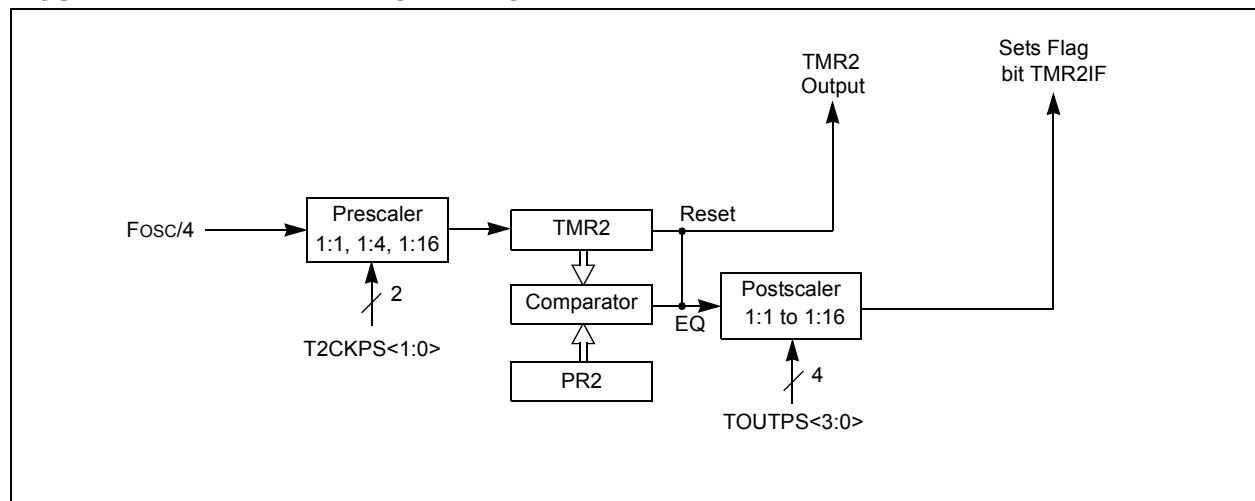 TMR2
Output
Sets Flag
bit TMR2IF
Fosc/4
Prescaler
1:1, 1:4, 1:16
TMR2
Reset
2
Comparator
EQ
Postscaler
1:1 to 1:16
T2CKPS<1:0>
PR2
4
TOUTPS<3:0>